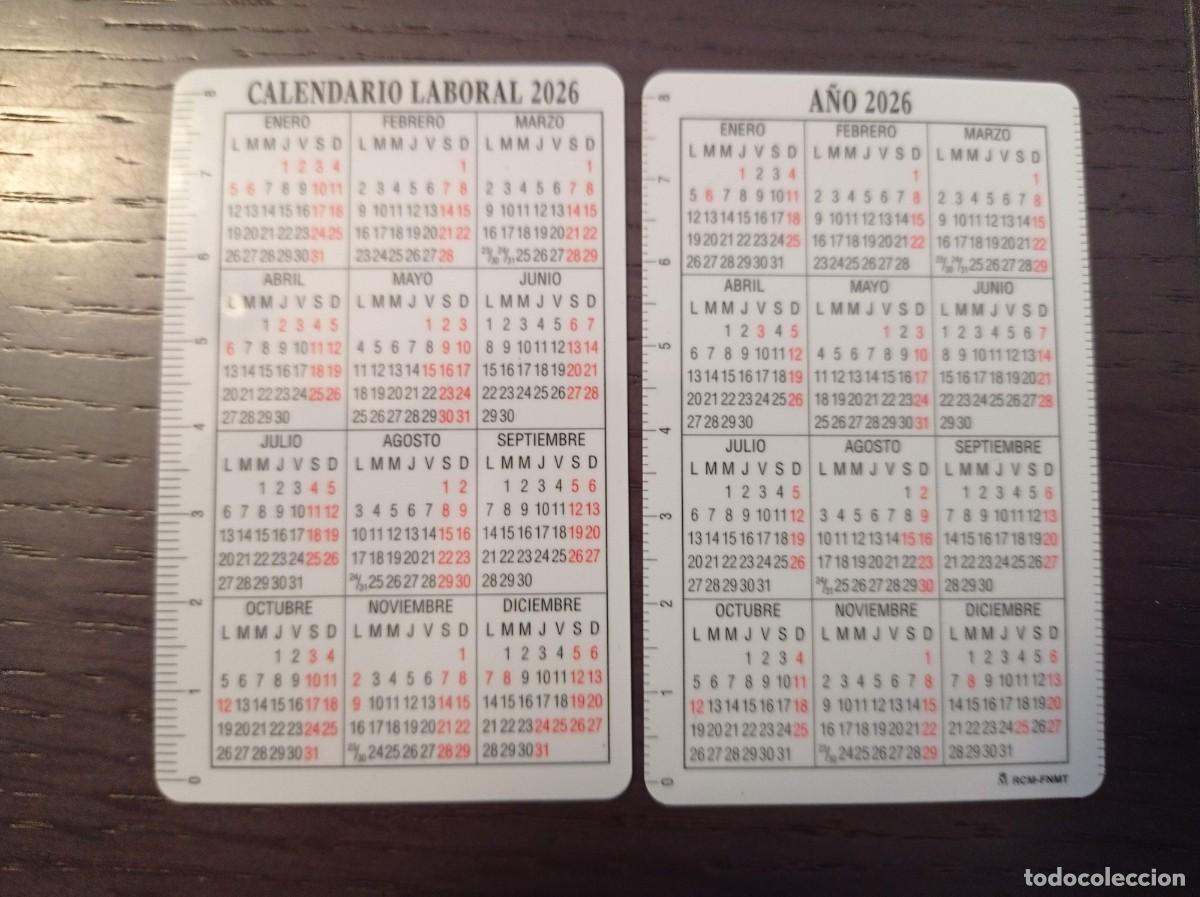 CALENDARIO LABORAL 2026
ENERO
L M M J V S D
1 2 3 4
5 6 7 8 9 10 11
12 13 14 15 16 17 18
19 20 21 22 23 24 25
26 27 28 29 30 31
FEBRERO
L M M J V S D
1
2 3 4 5 6 7 8
9 10 11 12 13 14 15
16 17 18 19 20 21 22
23 24 25 26 27 28
MARZO
L M M J V S D
1
2 3 4 5 6 7 8
9 10 11 12 13 14 15
16 17 18 19 20 21 22
23/30 24/31 25 26 27 28 29
ABRIL
L M M J V S D
1 2 3 4 5
6 7 8 9 10 11 12
13 14 15 16 17 18 19
20 21 22 23 24 25 26
27 28 29 30
MAYO
L M M J V S D
1 2 3
4 5 6 7 8 9 10
11 12 13 14 15 16 17
18 19 20 21 22 23 24
25 26 27 28 29 30 31
JUNIO
L M M J V S D
1 2 3 4 5 6 7
8 9 10 11 12 13 14
15 16 17 18 19 20 21
22 23 24 25 26 27 28
29 30
JULIO
L M M J V S D
1 2 3 4 5
6 7 8 9 10 11 12
13 14 15 16 17 18 19
20 21 22 23 24 25 26
27 28 29 30 31
AGOSTO
L M M J V S D
1 2
3 4 5 6 7 8 9
10 11 12 13 14 15 16
17 18 19 20 21 22 23
24/31 25 26 27 28 29 30
SEPTIEMBRE
L M M J V S D
1 2 3 4 5 6
7 8 9 10 11 12 13
14 15 16 17 18 19 20
21 22 23 24 25 26 27
28 29 30
OCTUBRE
L M M J V S D
1 2 3 4
5 6 7 8 9 10 11
12 13 14 15 16 17 18
19 20 21 22 23 24 25
26 27 28 29 30 31
NOVIEMBRE
L M M J V S D
1
2 3 4 5 6 7 8
9 10 11 12 13 14 15
16 17 18 19 20 21 22
23/30 24 25 26 27 28 29
DICIEMBRE
L M M J V S D
1 2 3 4 5 6
7 8 9 10 11 12 13
14 15 16 17 18 19 20
21 22 23 24 25 26 27
28 29 30 31
8
7
6
5
4
3
2
1
0
AÑO 2026
ENERO
L M M J V S D
1 2 3 4
5 6 7 8 9 10 11
12 13 14 15 16 17 18
19 20 21 22 23 24 25
26 27 28 29 30 31
FEBRERO
L M M J V S D
1
2 3 4 5 6 7 8
9 10 11 12 13 14 15
16 17 18 19 20 21 22
23 24 25 26 27 28
MARZO
L M M J V S D
1
2 3 4 5 6 7 8
9 10 11 12 13 14 15
16 17 18 19 20 21 22
23/30 24/31 25 26 27 28 29
ABRIL
L M M J V S D
1 2 3 4 5
6 7 8 9 10 11 12
13 14 15 16 17 18 19
20 21 22 23 24 25 26
27 28 29 30
MAYO
L M M J V S D
1 2 3
4 5 6 7 8 9 10
11 12 13 14 15 16 17
18 19 20 21 22 23 24
25 26 27 28 29 30 31
JUNIO
L M M J V S D
1 2 3 4 5 6 7
8 9 10 11 12 13 14
15 16 17 18 19 20 21
22 23 24 25 26 27 28
29 30
JULIO
L M M J V S D
1 2 3 4 5
6 7 8 9 10 11 12
13 14 15 16 17 18 19
20 21 22 23 24 25 26
27 28 29 30 31
AGOSTO
L M M J V S D
1 2
3 4 5 6 7 8 9
10 11 12 13 14 15 16
17 18 19 20 21 22 23
24/31 25 26 27 28 29 30
SEPTIEMBRE
L M M J V S D
1 2 3 4 5 6
7 8 9 10 11 12 13
14 15 16 17 18 19 20
21 22 23 24 25 26 27
28 29 30
OCTUBRE
L M M J V S D
1 2 3 4
5 6 7 8 9 10 11
12 13 14 15 16 17 18
19 20 21 22 23 24 25
26 27 28 29 30 31
NOVIEMBRE
L M M J V S D
1
2 3 4 5 6 7 8
9 10 11 12 13 14 15
16 17 18 19 20 21 22
23/30 24 25 26 27 28 29
DICIEMBRE
L M M J V S D
1 2 3 4 5 6
7 8 9 10 11 12 13
14 15 16 17 18 19 20
21 22 23 24 25 26 27
28 29 30 31
8
7
6
5
4
3
2
1
0
RCM-FNMT
todocoleccion